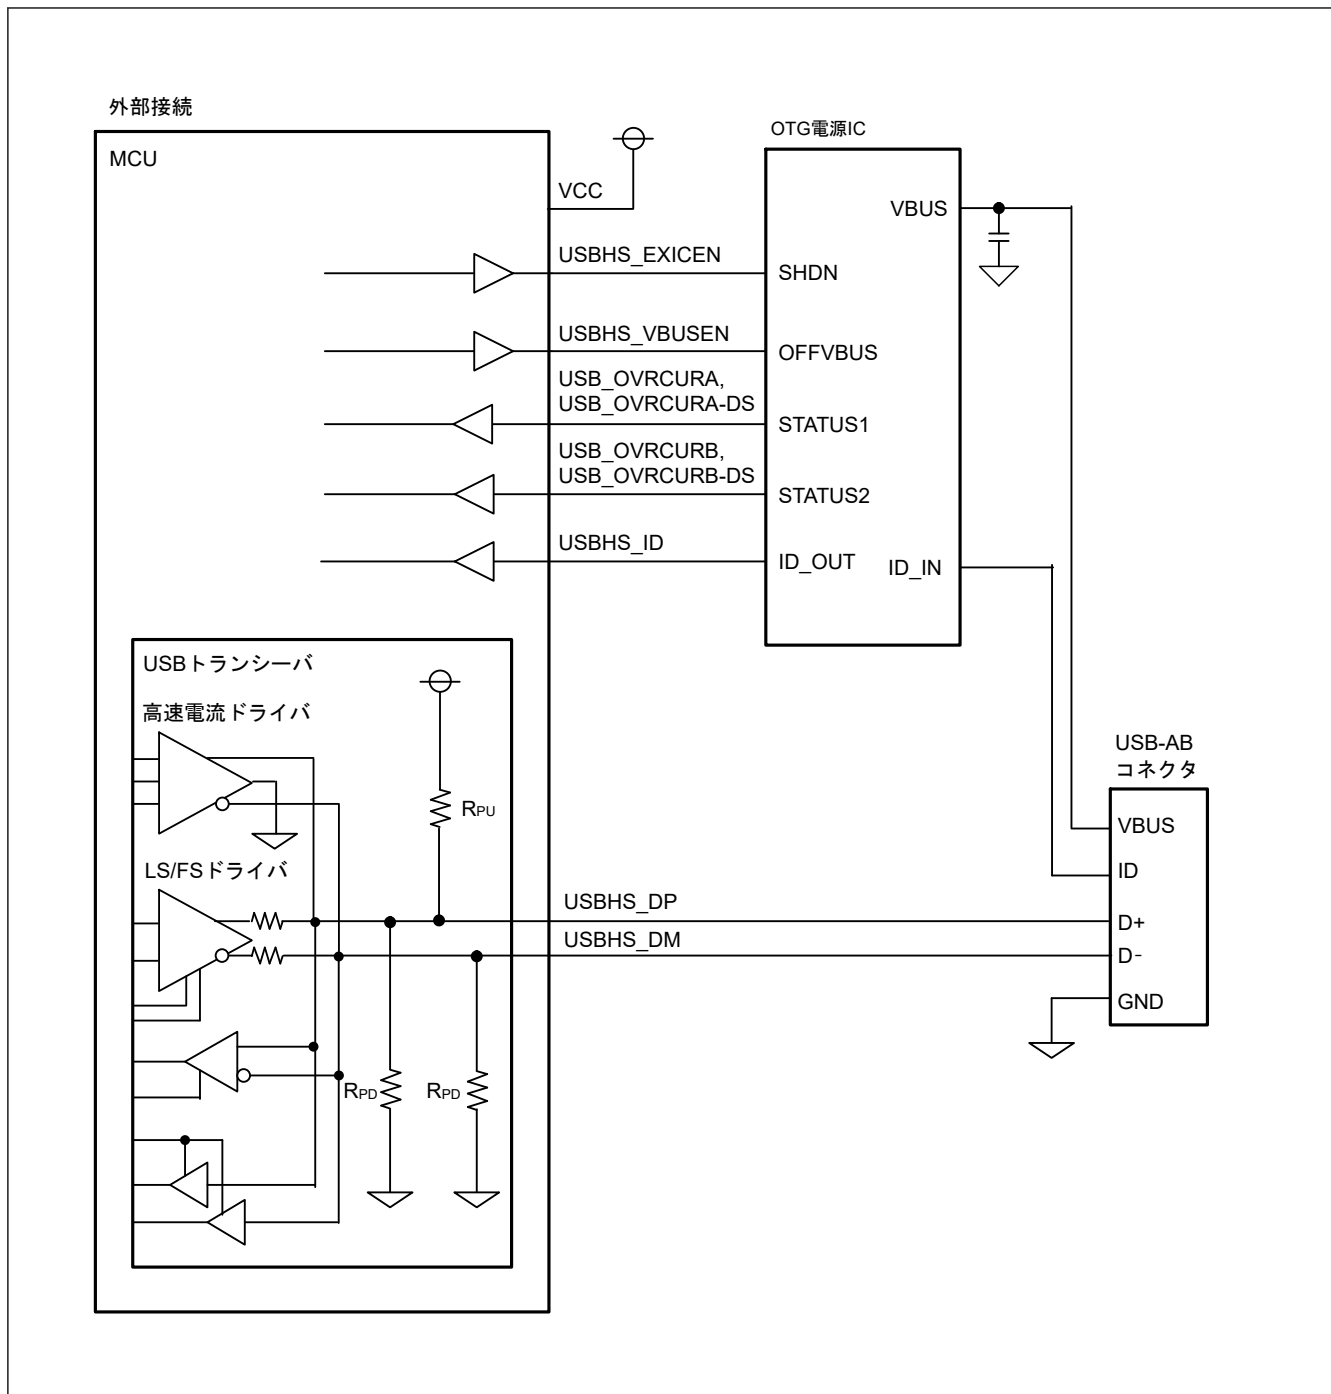 外部接続
MCU
VCC
OTG電源IC
VBUS
USBHS_EXICEN
SHDN
USBHS_VBUSEN
OFFVBUS
USB_OVRCURA,
USB_OVRCURA-DS
STATUS1
USB_OVRCURB,
USB_OVRCURB-DS
STATUS2
USBHS_ID
ID_OUT
ID_IN
USBトランシーバ
高速電流ドライバ
RPU
LS/FSドライバ
USBHS_DP
USBHS_DM
RPD
RPD
USB-AB
コネクタ
VBUS
ID
D+
D-
GND